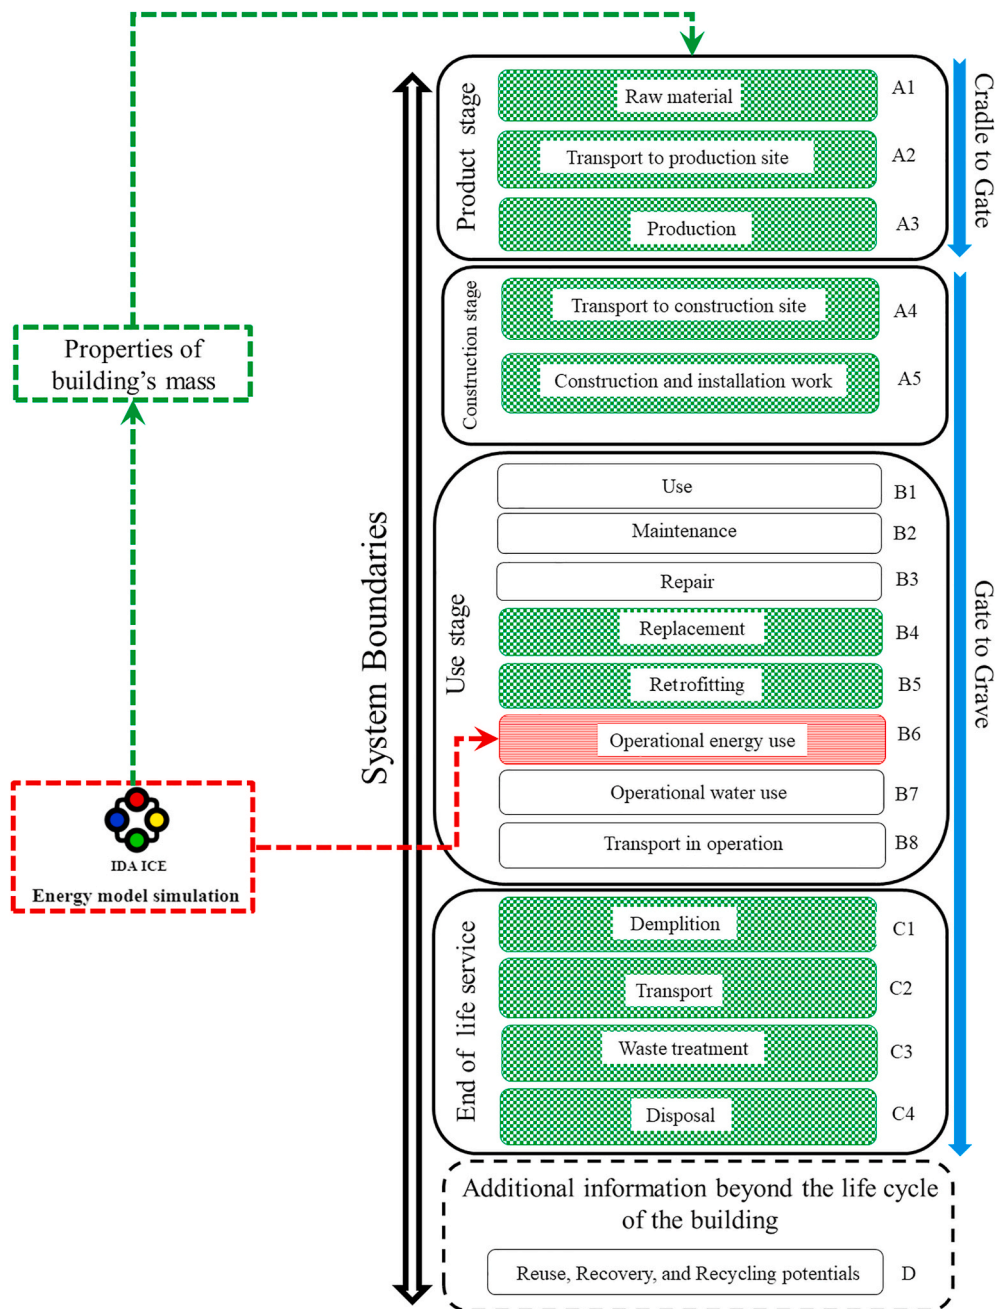 Product stage
Raw material
A1
Transport to production site
A2
Production
A3
Cradle to Gate
Construction stage
Transport to construction site
A4
Construction and installation work
A5
Properties of
building's mass
System Boundaries
Use stage
Use
B1
Maintenance
B2
Repair
B3
Replacement
B4
Retrofitting
B5
Operational energy use
B6
Operational water use
B7
Transport in operation
B8
Gate to Grave
IDA ICE
Energy model simulation
End of life service
Demplition
C1
Transport
C2
Waste treatment
C3
Disposal
C4
Additional information beyond the life cycle
of the building
Reuse, Recovery, and Recycling potentials
D